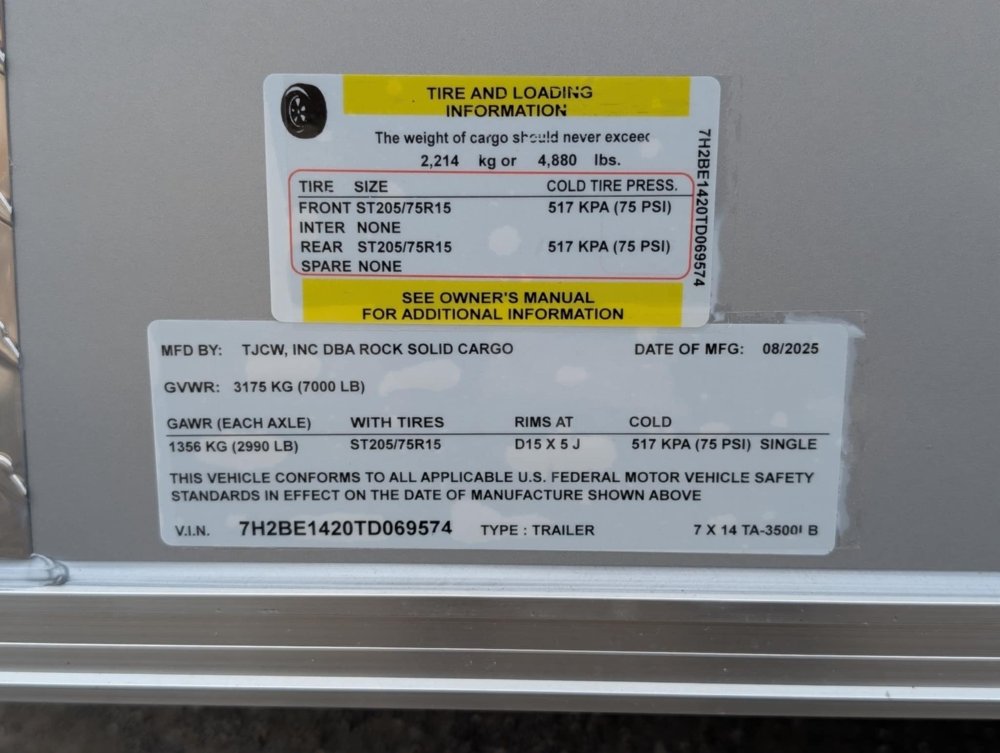 TIRE AND LOADING
INFORMATION
The weight of cargo should never exceed
2,214 kg or 4,880 lbs.
TIRE SIZE COLD TIRE PRESS.
FRONT ST205/75R15 517 KPA (75 PSI)
INTER NONE
REAR ST205/75R15 517 KPA (75 PSI)
SPARE NONE
SEE OWNER'S MANUAL
FOR ADDITIONAL INFORMATION
7H2BE1420TD069574
MFD BY: TJCW, INC DBA ROCK SOLID CARGO DATE OF MFG: 08/2025
GVWR: 3175 KG (7000 LB)
GAWR (EACH AXLE) WITH TIRES RIMS AT COLD
1356 KG (2990 LB) ST205/75R15 D15 X 5 J 517 KPA (75 PSI) SINGLE
THIS VEHICLE CONFORMS TO ALL APPLICABLE U.S. FEDERAL MOTOR VEHICLE SAFETY
STANDARDS IN EFFECT ON THE DATE OF MANUFACTURE SHOWN ABOVE
V.I.N. 7H2BE1420TD069574 TYPE : TRAILER 7 X 14 TA-3500LB